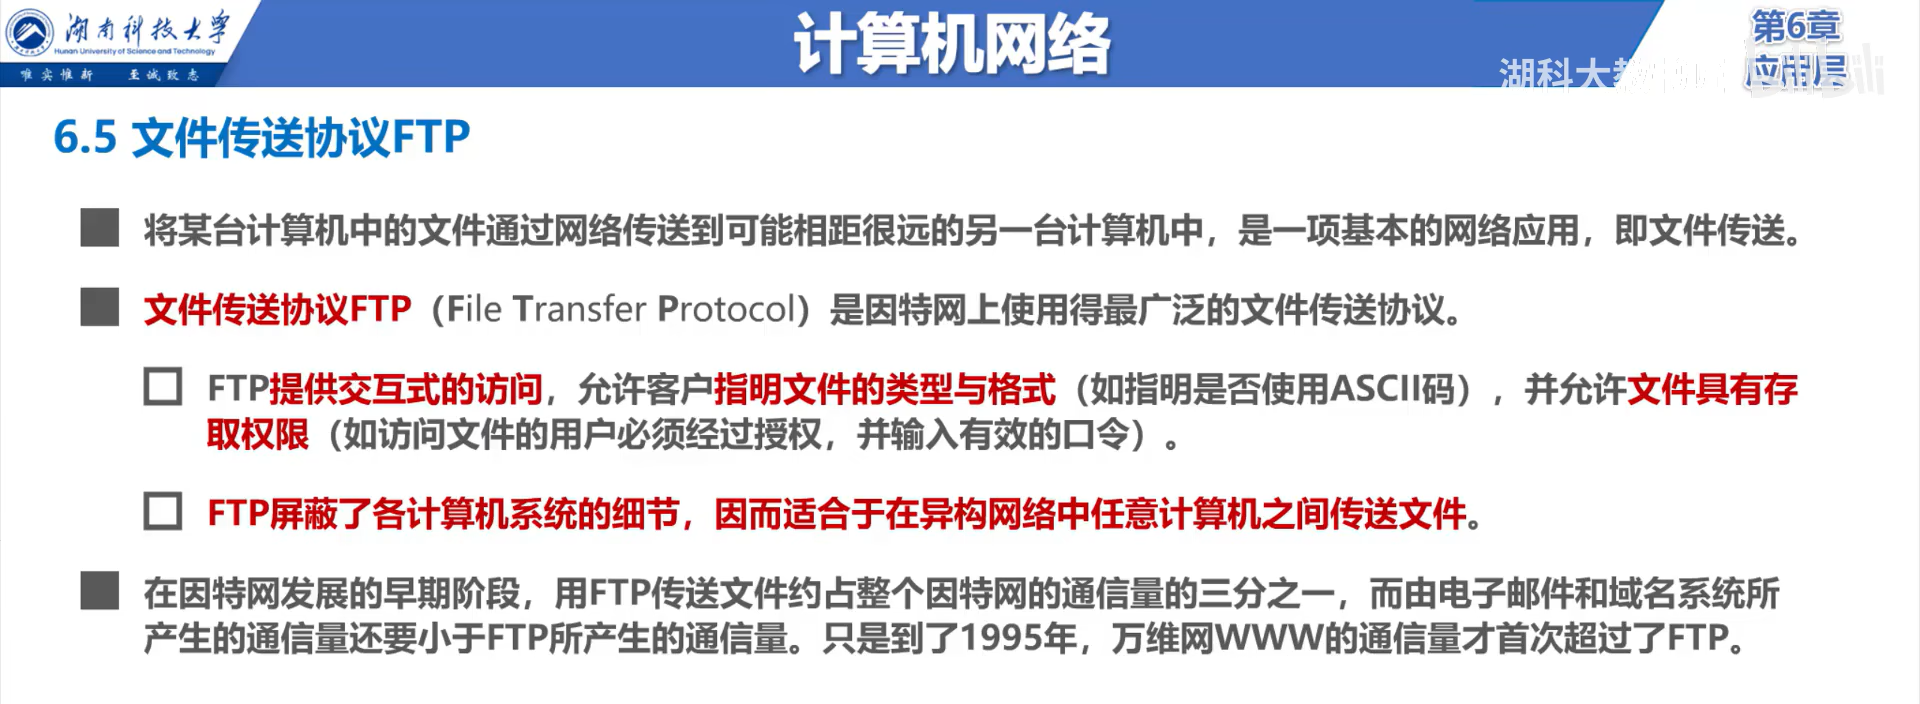 湖南科技大学
Hunan University of Science and Technology
唯实惟新 至诚致志
计算机网络
第6章
应用层
湖科大教书匠
bilibili
6.5 文件传送协议FTP
将某台计算机中的文件通过网络传送到可能相距很远的另一台计算机中，是一项基本的网络应用，即文件传送。
文件传送协议FTP（File Transfer Protocol）是因特网上使用得最广泛的文件传送协议。
FTP提供交互式的访问，允许客户指明文件的类型与格式（如指明是否使用ASCII码），并允许文件具有存
取权限（如访问文件的用户必须经过授权，并输入有效的口令）。
FTP屏蔽了各计算机系统的细节，因而适合于在异构网络中任意计算机之间传送文件。
在因特网发展的早期阶段，用FTP传送文件约占整个因特网的通信量的三分之一，而由电子邮件和域名系统所
产生的通信量还要小于FTP所产生的通信量。只是到了1995年，万维网WWW的通信量才首次超过了FTP。